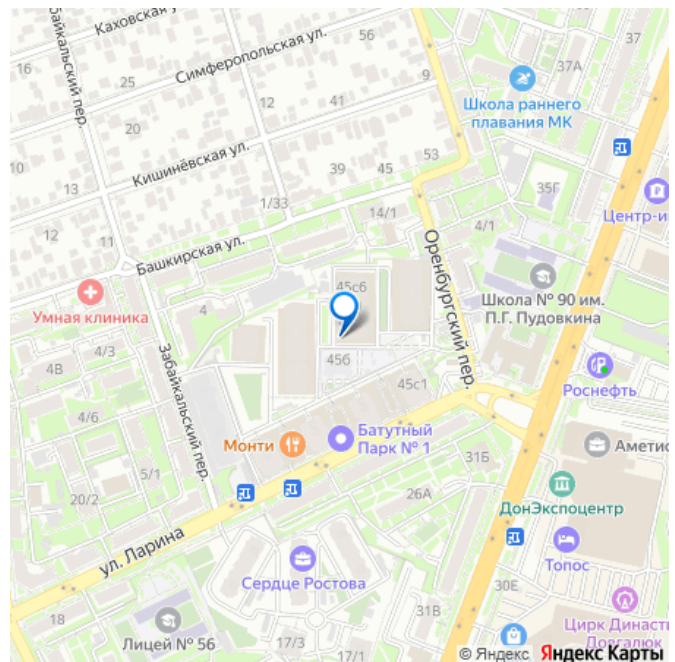 Каховская у
56
37
16
Забайкальский пер.
Симферопольская ул.
25
37А
9
Школа раннего
плавания МК
12
41
20
Кишинёвская ул.
53
10
39
45
35Г
13
1/33
14/1
Центр-и
12
11
4/1
Башкирская ул.
Оренбургский пер.
45с6
Школа № 90 им.
П.Г. Пудовкина
Умная клиника
4
4/3
45б
4В
Забайкальский пер.
45с1
Роснефть
4/6
Монти
Батутный
Парк № 1
Аметис
31Б
5/1
20/2
26А
ДонЭкспоцентр
ул. Ларина
Топос
Сердце Ростова
30Е
18
31В
Цирк Династи
Довгалюк
Лицей № 56
17/3
17/1
© Яндекс Яндекс Карты